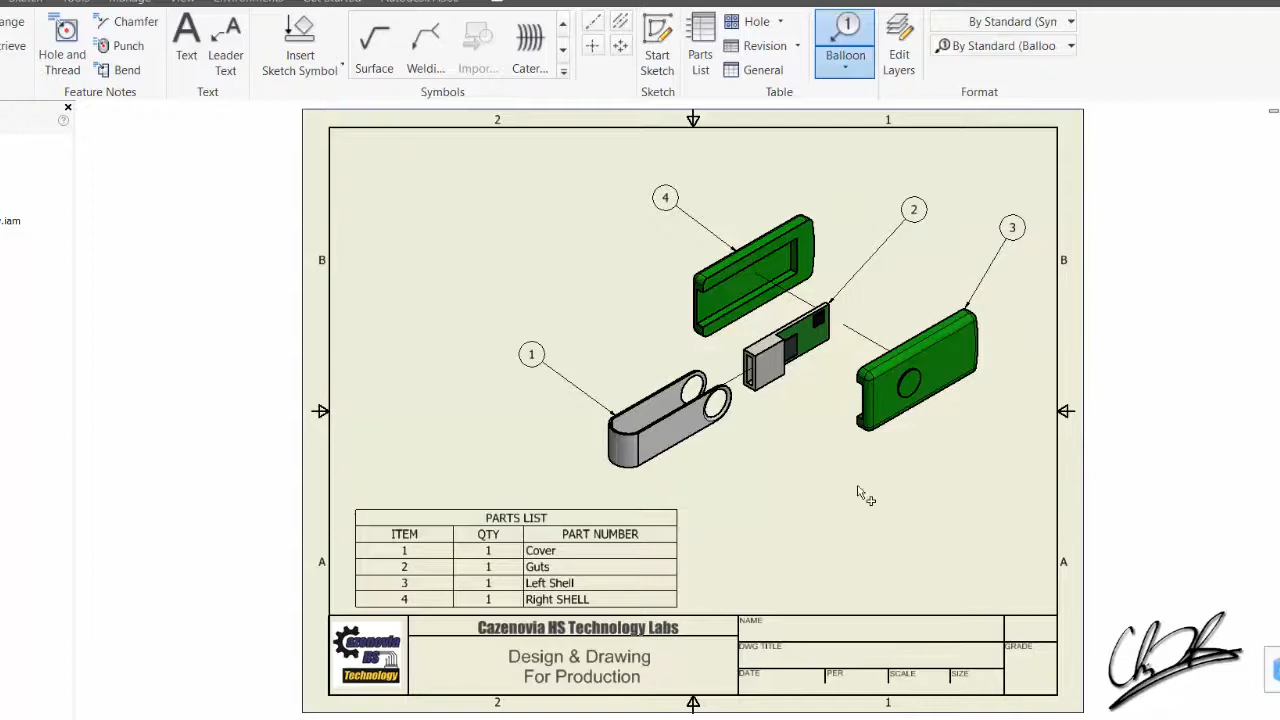 Chamfer
Hole
By Standard (Syn
Punch
Revision
By Standard (Balloo
Hole and
Thread
Bend
Text
Leader
Text
Insert
Sketch Symbol
Surface
Weldi...
Impor...
Cater...
Start
Sketch
Parts
List
General
1
Balloon
Edit
Layers
Feature Notes
Text
Symbols
Sketch
Table
Format
2
1
4
2
3
1
B
B
A
A
.iam
PARTS LIST
ITEM QTY PART NUMBER
1 1 Cover
2 1 Guts
3 1 Left Shell
4 1 Right SHELL
Cazenovia HS Technology Labs
Design & Drawing
For Production
Cazenovia
HS
Technology
NAME
DWG TITLE
GRADE
DATE PER SCALE SIZE
2
1